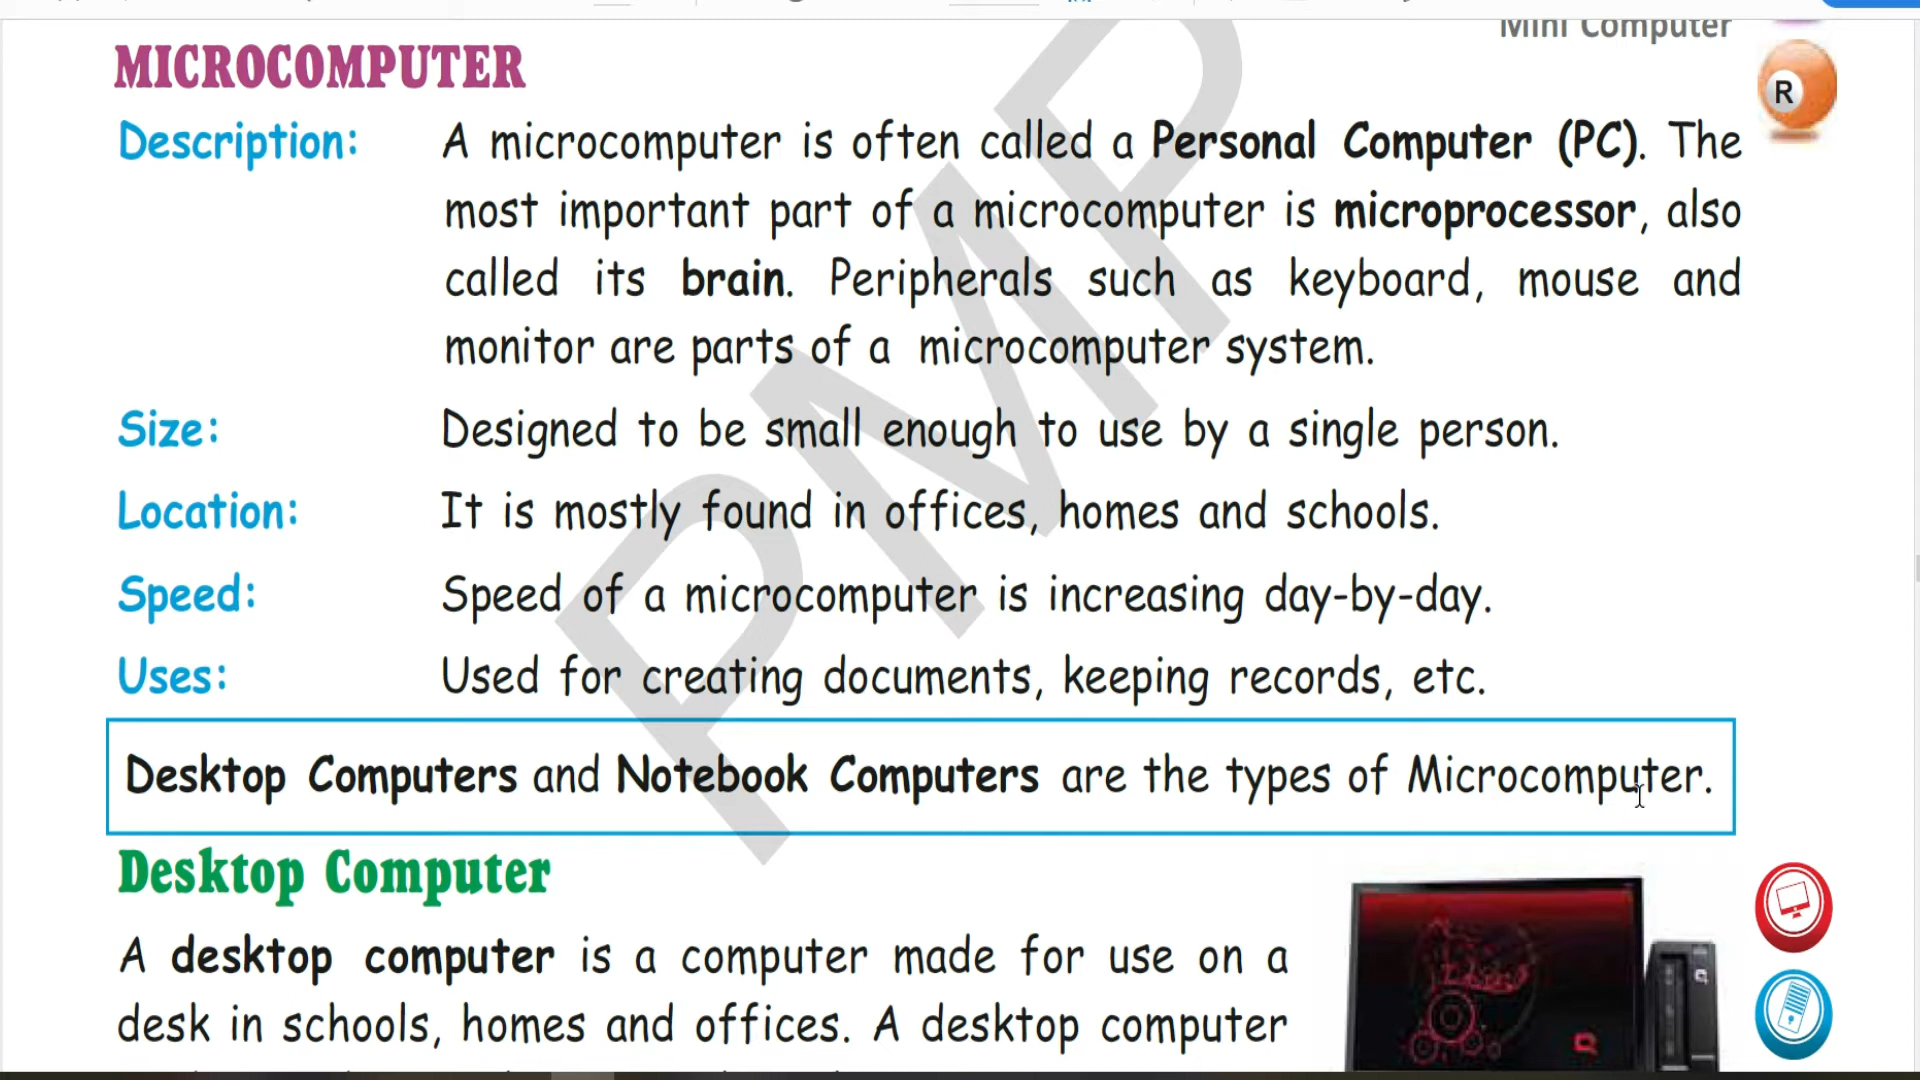 Mini Computer
R
MICROCOMPUTER
Description: A microcomputer is often called a Personal Computer (PC). The
most important part of a microcomputer is microprocessor, also
called its brain. Peripherals such as keyboard, mouse and
monitor are parts of a microcomputer system.
Size: Designed to be small enough to use by a single person.
Location: It is mostly found in offices, homes and schools.
Speed: Speed of a microcomputer is increasing day-by-day.
Uses: Used for creating documents, keeping records, etc.
Desktop Computers and Notebook Computers are the types of Microcomputer.
Desktop Computer
A desktop computer is a computer made for use on a
desk in schools, homes and offices. A desktop computer
PMP